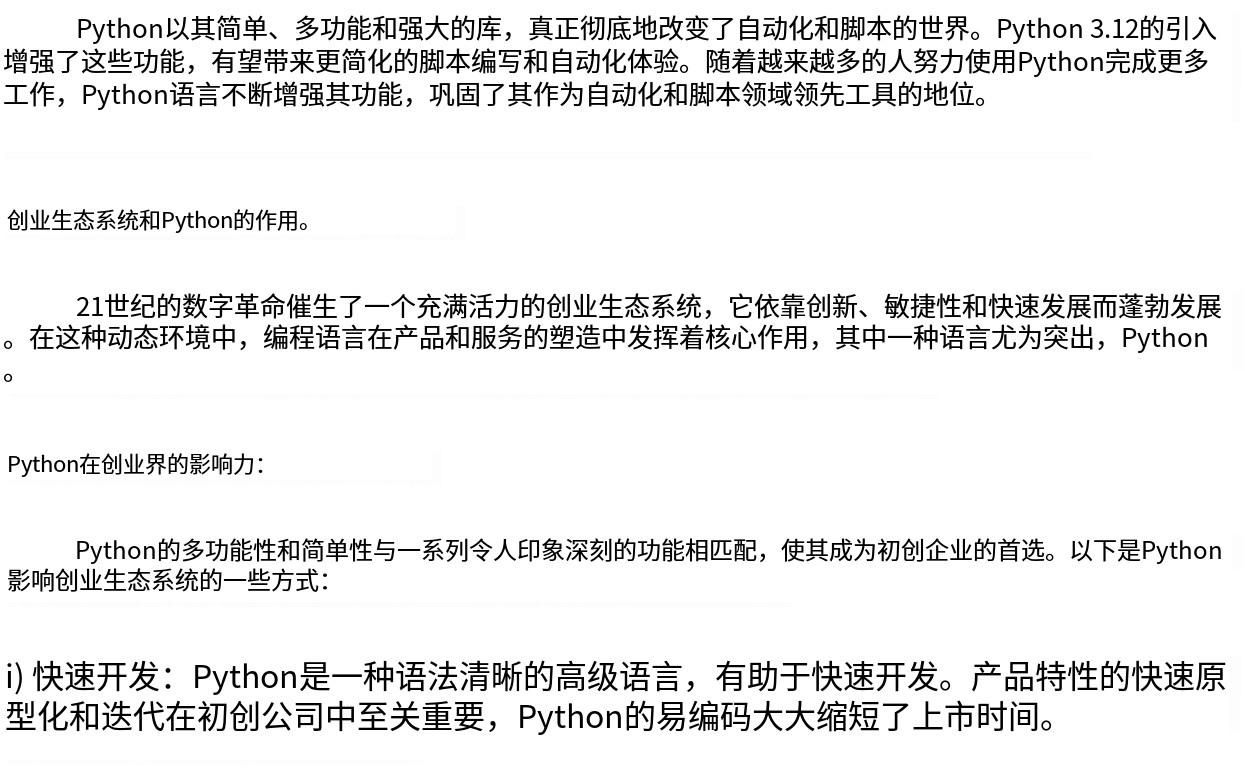 Python以其简单、多功能和强大的库，真正彻底地改变了自动化和脚本的世界。Python 3.12的引入
增强了这些功能，有望带来更简化的脚本编写和自动化体验。随着越来越多的人努力使用Python完成更多
工作，Python语言不断增强其功能，巩固了其作为自动化和脚本领域领先工具的地位。
创业生态系统和Python的作用。
21世纪的数字革命催生了一个充满活力的创业生态系统，它依靠创新、敏捷性和快速发展而蓬勃发展
。在这种动态环境中，编程语言在产品和服务的塑造中发挥着核心作用，其中一种语言尤为突出，Python
。
Python在创业界的影响力：
Python的多功能性和简单性与一系列令人印象深刻的功能相匹配，使其成为初创企业的首选。以下是Python
影响创业生态系统的一些方式：
i) 快速开发：Python是一种语法清晰的高级语言，有助于快速开发。产品特性的快速原
型化和迭代在初创公司中至关重要，Python的易编码大大缩短了上市时间。